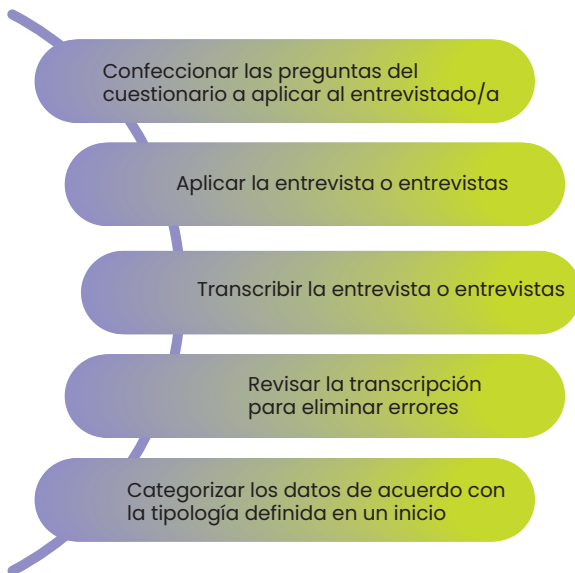 Confeccionar las preguntas del
cuestionario a aplicar al entrevistado/a
Aplicar la entrevista o entrevistas
Transcribir la entrevista o entrevistas
Revisar la transcripción
para eliminar errores
Categorizar los datos de acuerdo con
la tipología definida en un inicio